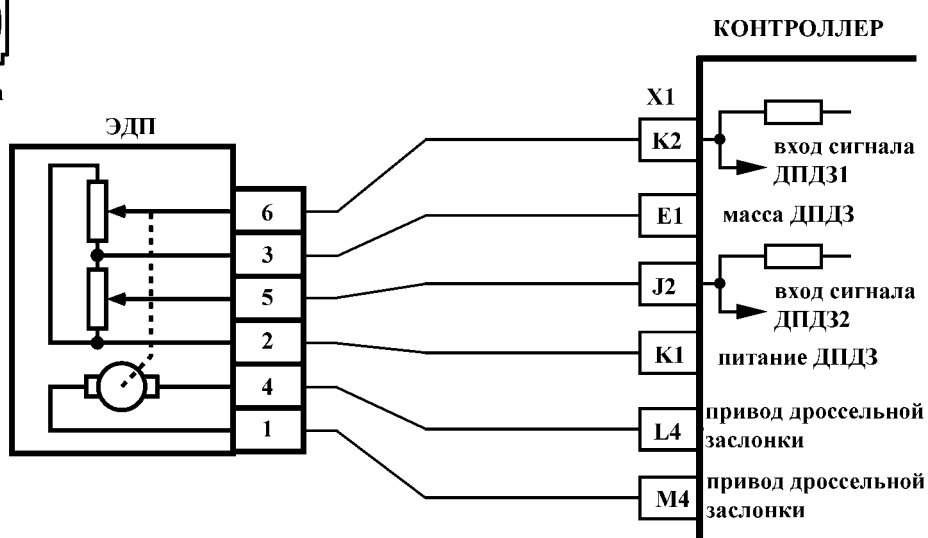 КОНТРОЛЛЕР
а
ЭДП
X1
6
3
5
2
4
1
K2
E1
J2
K1
L4
M4
вход сигнала
ДПДЗ1
масса ДПДЗ
вход сигнала
ДПДЗ2
питание ДПДЗ
привод дроссельной
заслонки
привод дроссельной
заслонки